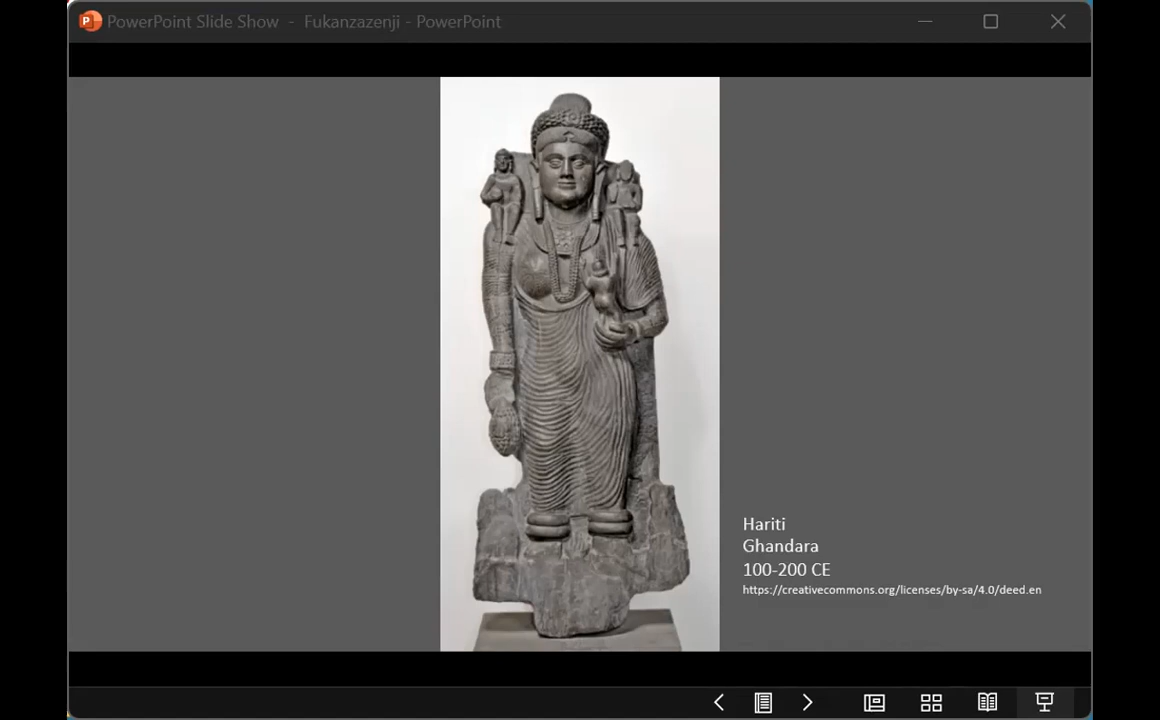 PowerPoint Slide Show - Fukanzazenji - PowerPoint
Hariti
Ghandara
100-200 CE
https://creativecommons.org/licenses/by-sa/4.0/deed.en